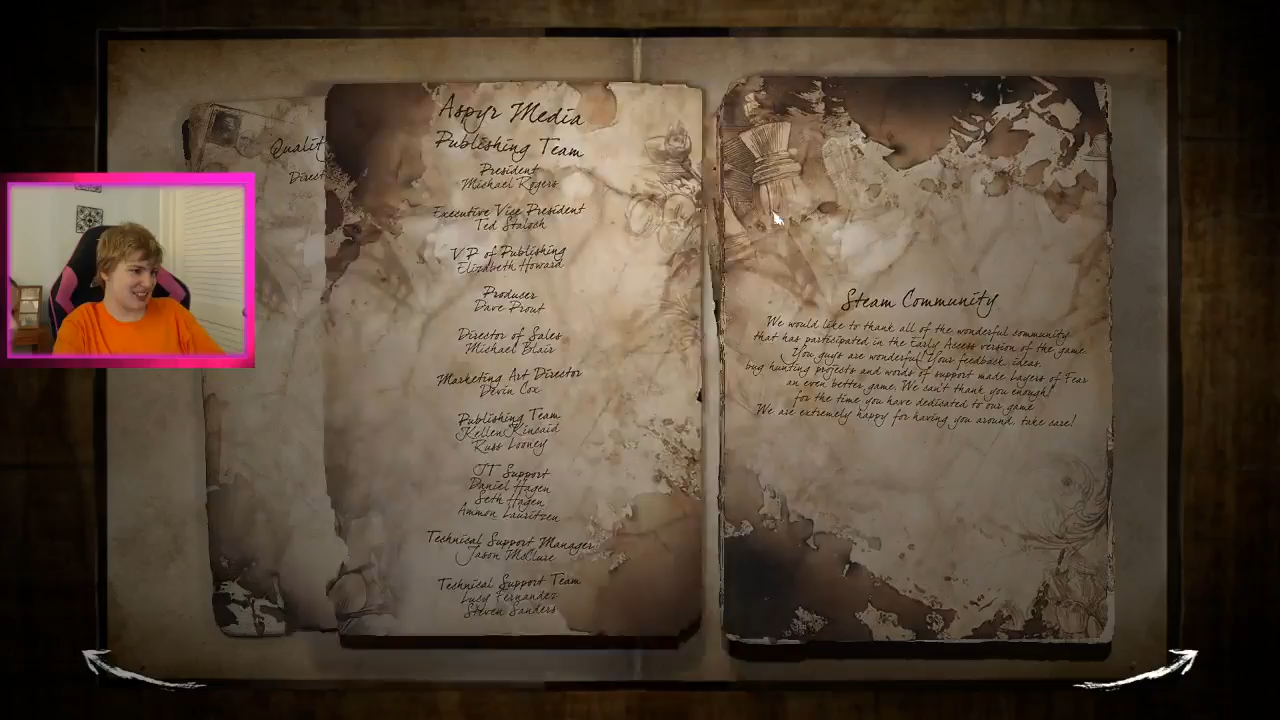 Quality
Direct
Aspyr Media
Publishing Team
President
Michael Rogers
Executive Vice President
Ted Staloch
VP of Publishing
Elizabeth Howard
Producer
Dave Prout
Director of Sales
Michael Blair
Marketing Art Director
Devin Cox
Publishing Team
Kellen Kincaid
Russ Looney
IT Support
Daniel Hagen
Seth Hagen
Ammon Lauritzen
Technical Support Manager
Jason McClure
Technical Support Team
Lucy Fernandez
Steven Sanders
Steam Community
We would like to thank all of the wonderful community
that has participated in the Early Access version of the game.
You guys are wonderful! Your feedback, ideas,
bug hunting projects and words of support made Layers of Fear
an even better game. We can't thank you enough!
for the time you have dedicated to our game
We are extremely happy for having you around, take care!